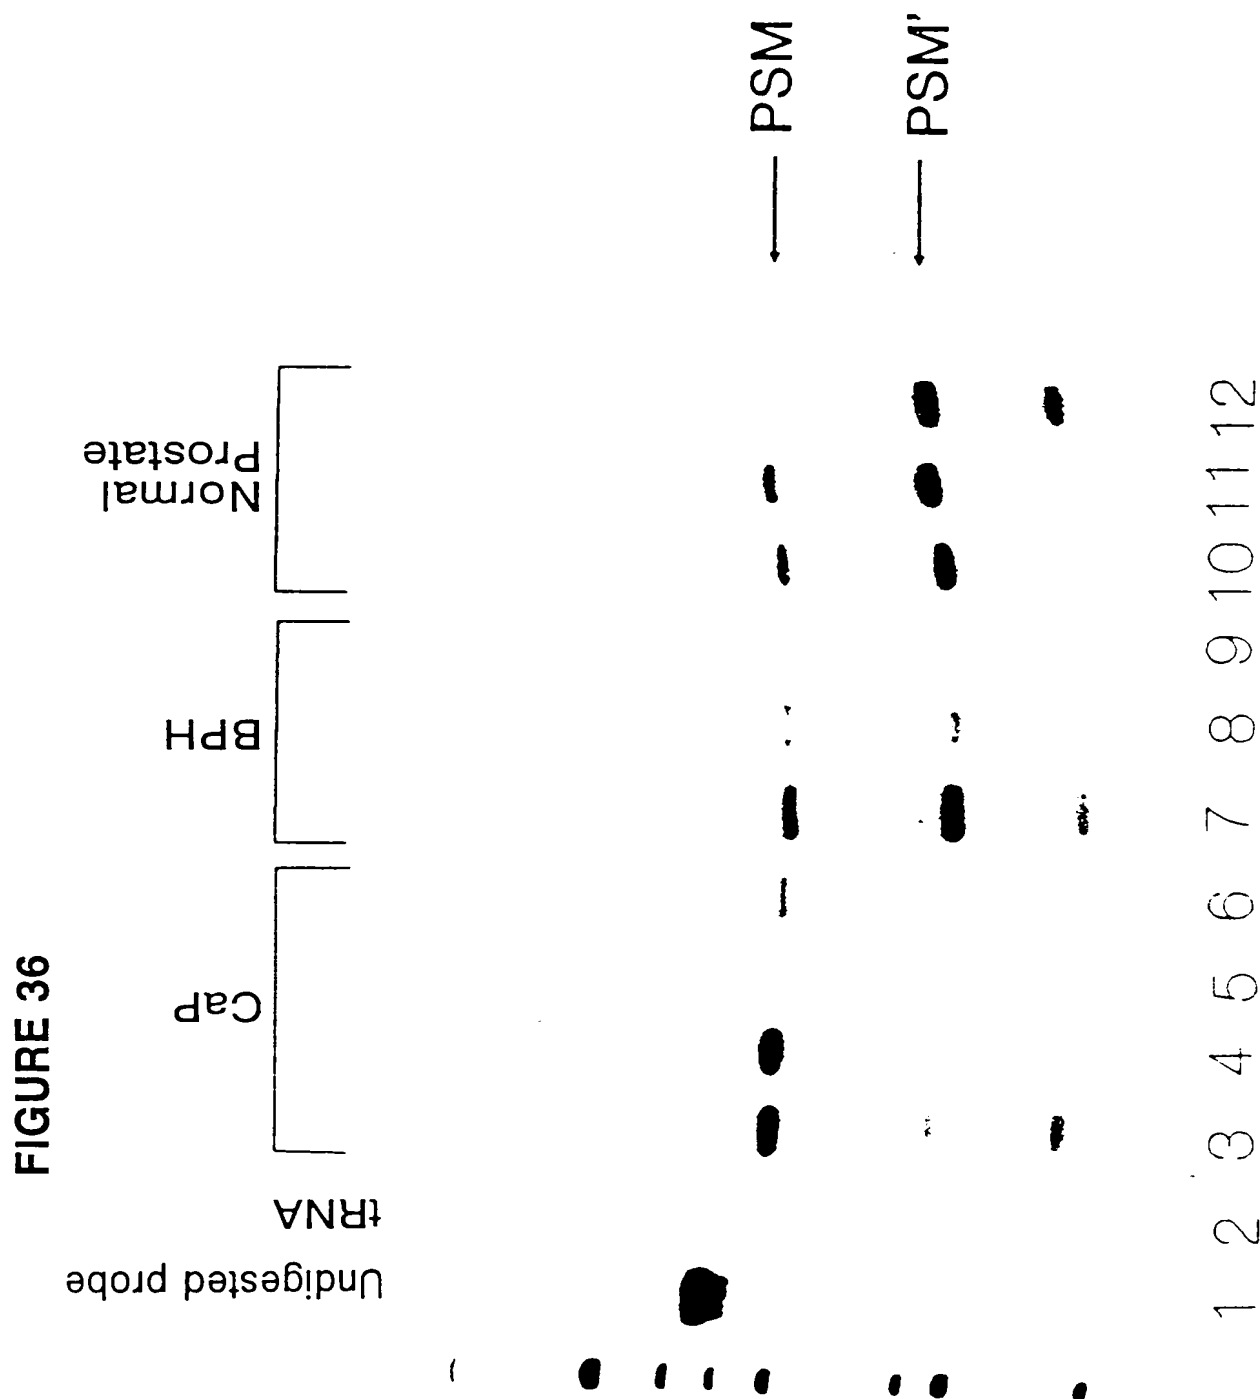 FIGURE 36
Undigested probe
tRNA
CaP
BPH
Normal
Prostate
PSM
PSM'
1 2 3 4 5 6 7 8 9 10 11 12